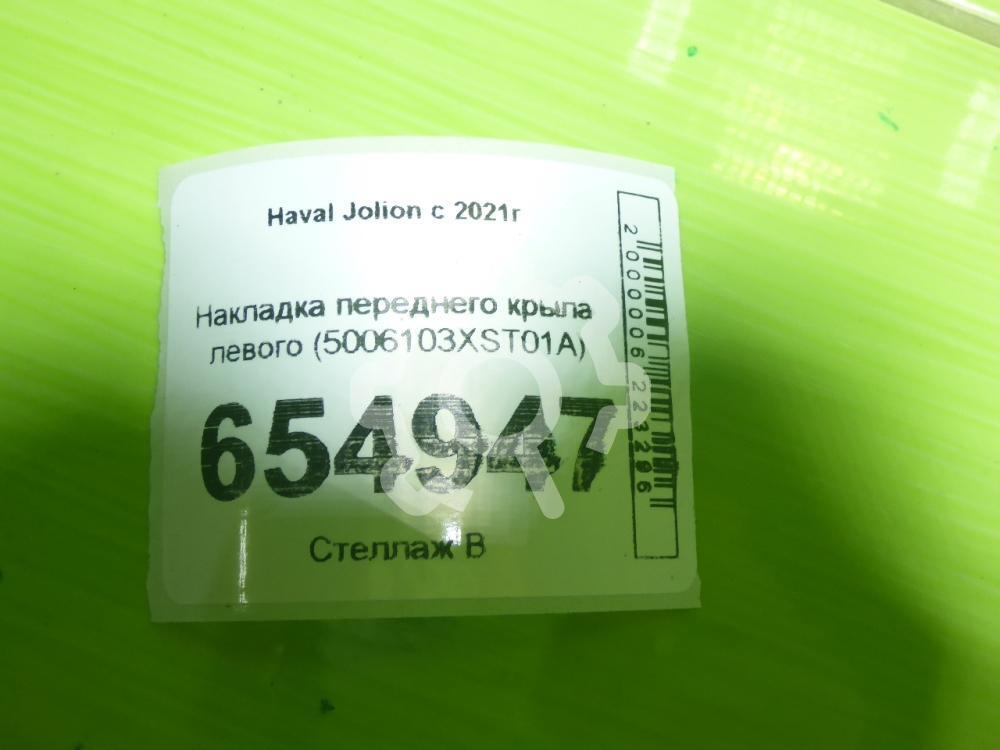 Haval Jolion с 2021г
Накладка переднего крыла
левого (5006103XST01A)
654947
Стеллаж В
2000006223296